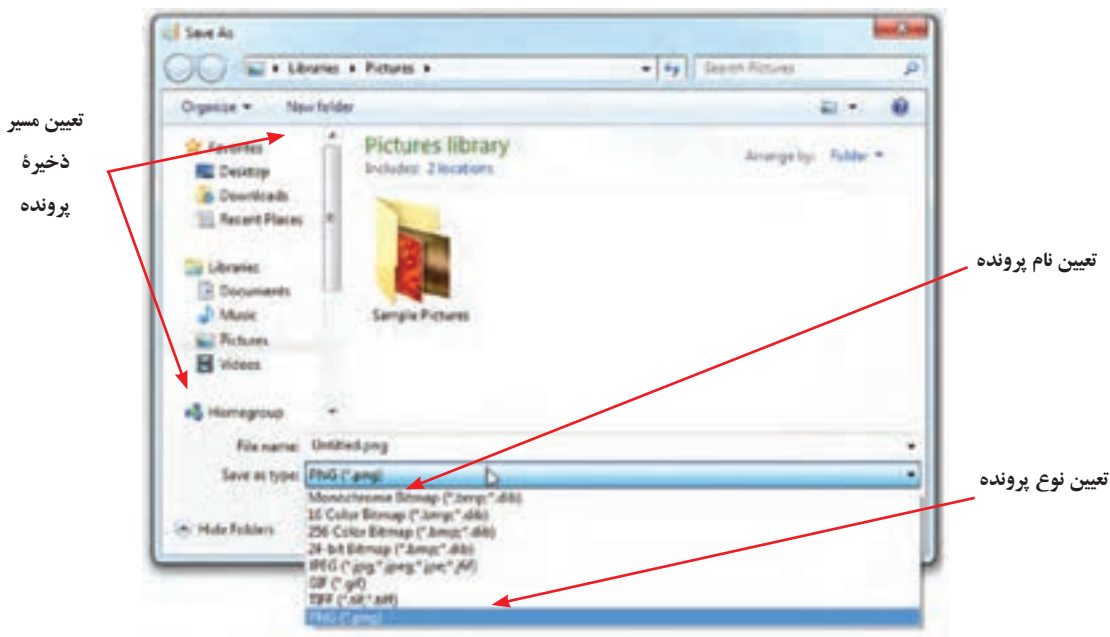 Save As
Libraries Pictures
Search Pictures
Organize New folder
تعیین مسیر
ذخیرهٔ
پرونده
Favorites
Desktop
Downloads
Recent Places
Libraries
Documents
Music
Pictures
Videos
Homegroup
Pictures library
Includes: 2 locations
Arrange by: Folder
Sample Pictures
تعیین نام پرونده
File name: Untitled.png
Save as type: PNG (*.png)
Monochrome Bitmap (*.bmp;*.dib)
16 Color Bitmap (*.bmp;*.dib)
256 Color Bitmap (*.bmp;*.dib)
24-bit Bitmap (*.bmp;*.dib)
JPEG (*.jpg;*.jpeg;*.jpe;*.jfif)
GIF (*.gif)
TIFF (*.tif;*.tiff)
PNG (*.png)
تعیین نوع پرونده
Hide Folders